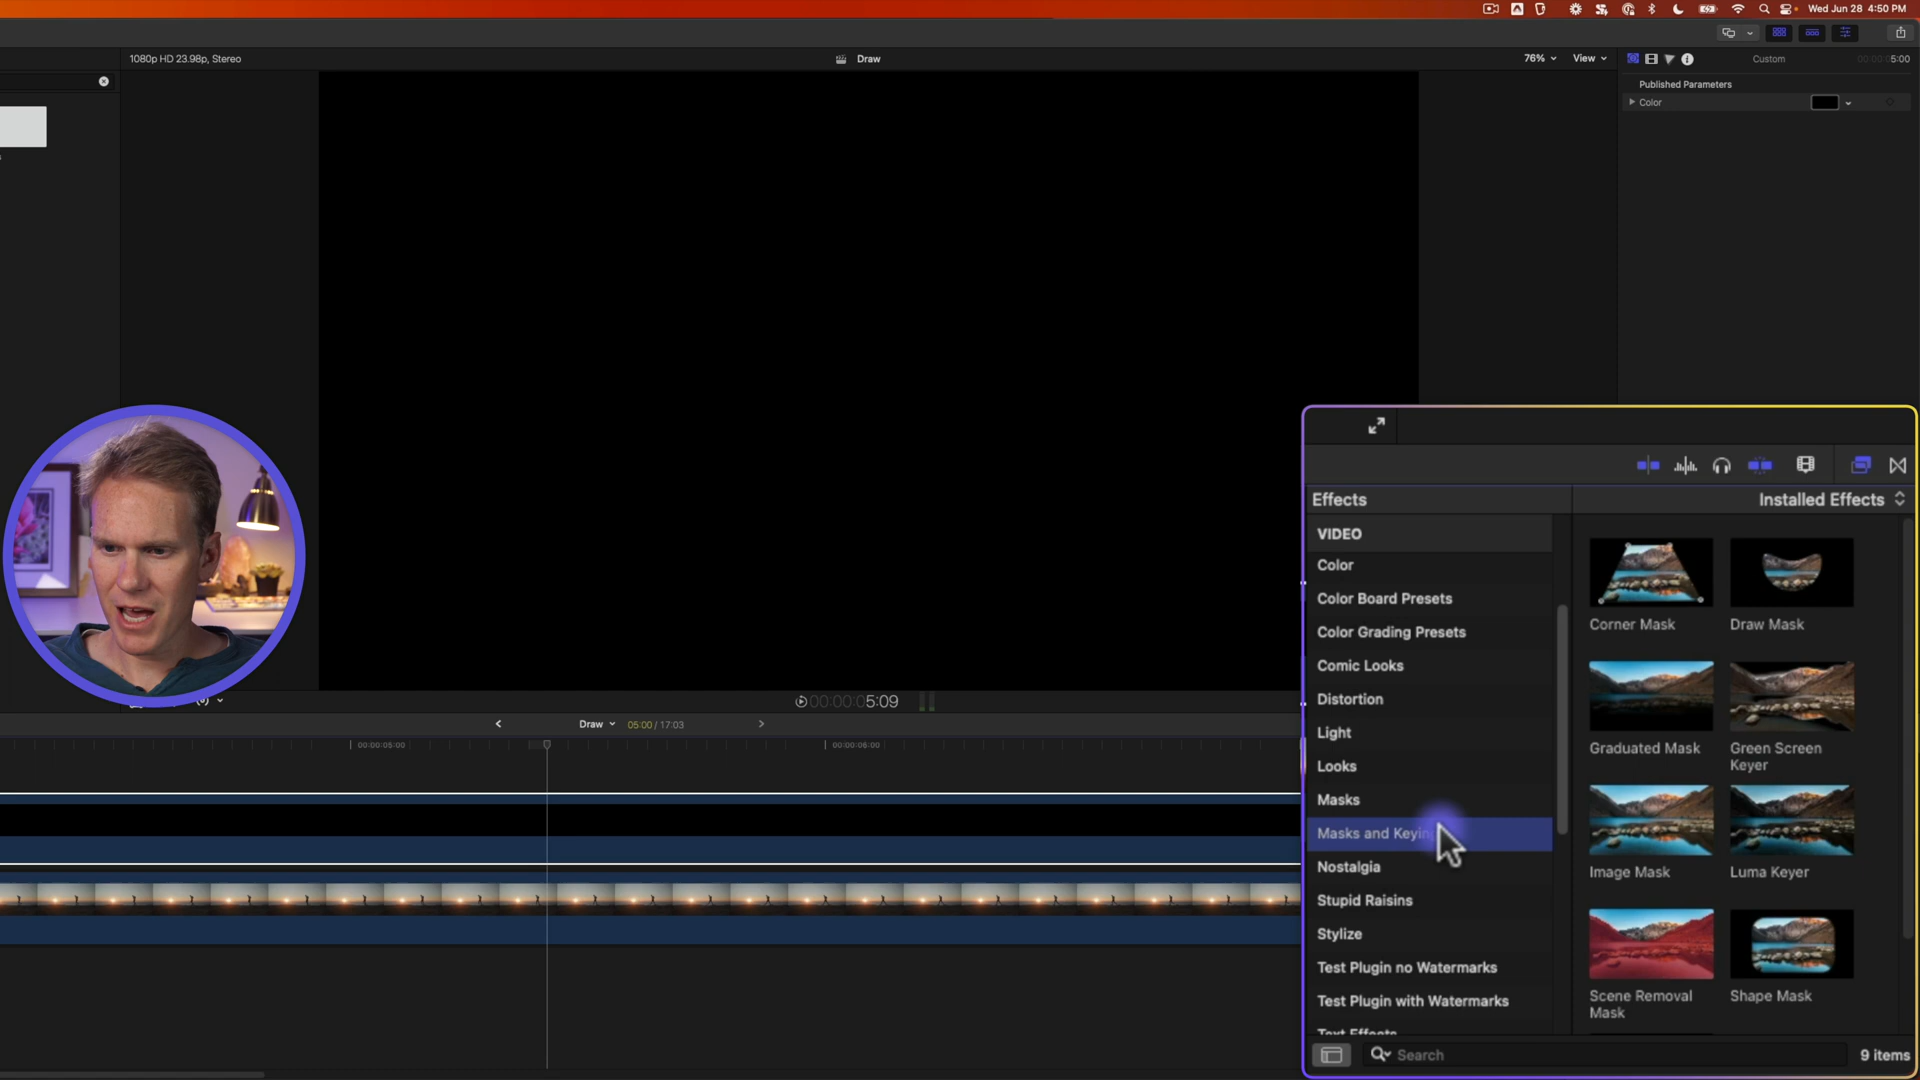 Wed Jun 28 4:50 PM
1080p HD 23.98p, Stereo
Draw
76%
View
Custom
00:00:05:00
Published Parameters
Color
Effects
Installed Effects
VIDEO
Color
Color Board Presets
Color Grading Presets
Comic Looks
Distortion
Light
Looks
Masks
Masks and Keying
Nostalgia
Stupid Raisins
Stylize
Test Plugin no Watermarks
Test Plugin with Watermarks
Text Effects
Corner Mask
Draw Mask
Graduated Mask
Green Screen
Keyer
Image Mask
Luma Keyer
Scene Removal
Mask
Shape Mask
Search
9 items
00:00:05:09
Draw
05:00 / 17:03
00:00:05:00
00:00:06:00